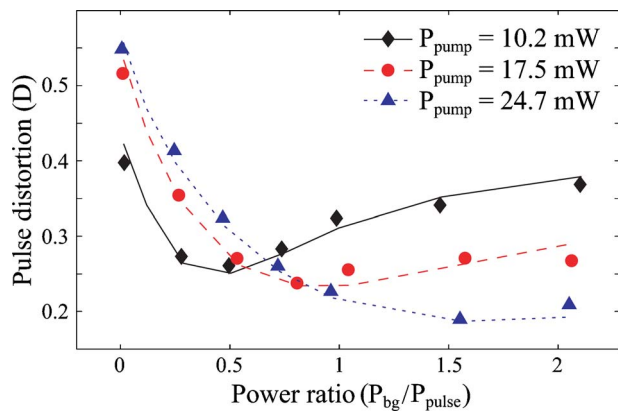 P_pump = 10.2 mW
P_pump = 17.5 mW
P_pump = 24.7 mW
Pulse distortion (D)
0.5
0.4
0.3
0.2
0 0.5 1 1.5 2
Power ratio (P_bg/P_pulse)